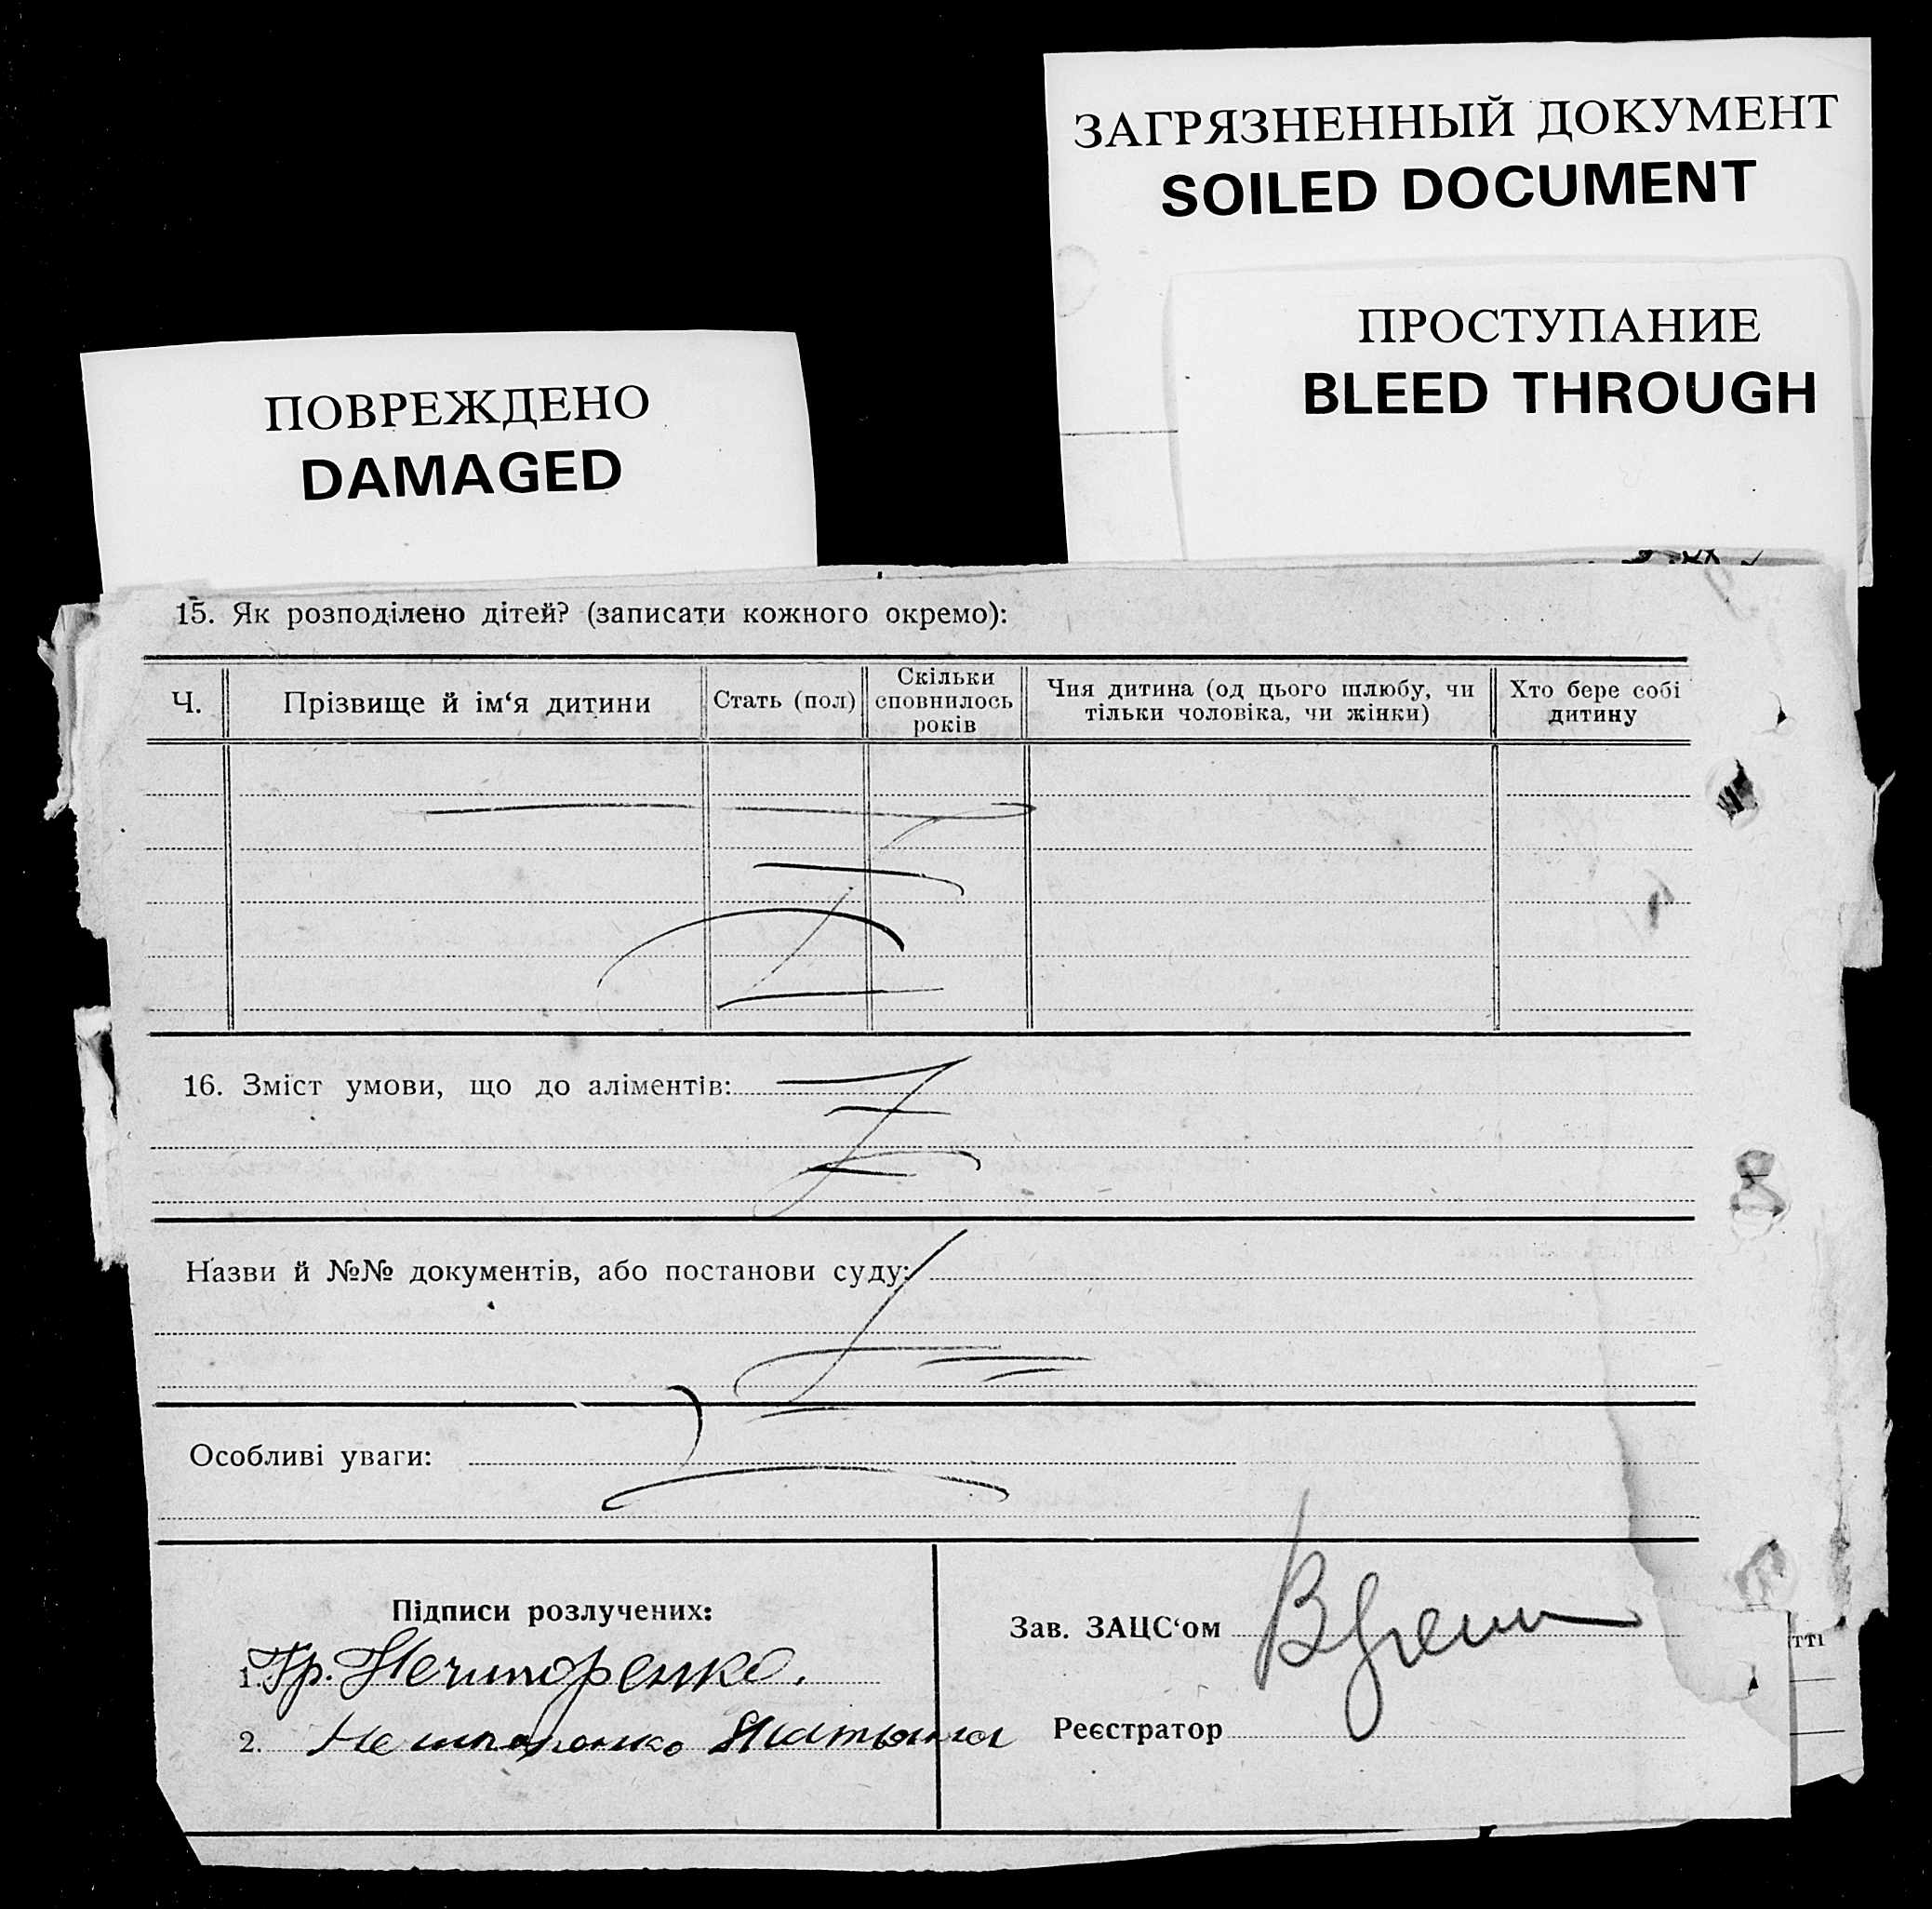 ЗАГРЯЗНЕННЫЙ ДОКУМЕНТ
SOILED DOCUMENT
ПРОСТУПАНИЕ
BLEED THROUGH
ПОВРЕЖДЕНО
DAMAGED
15. Як розподілено дітей? (записати кожного окремо):
Ч.
Прізвище й ім‘я дитини
Стать (пол)
Скільки
сповнилось
років
Чия дитина (од цього шлюбу, чи
тільки чоловіка, чи жінки)
Хто бере собі
дитину
16. Зміст умови, що до аліментів:
Назви й №№ документів, або постанови суду:
Особливі уваги:
Підписи розлучених:
1. Гр.
2.
Зав. ЗАЦС‘ом
Реєстратор
тті